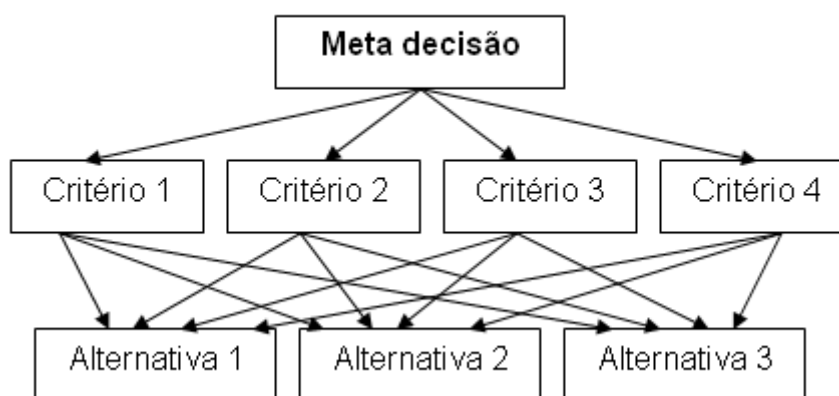 Meta decisão
Critério 1
Critério 2
Critério 3
Critério 4
Alternativa 1
Alternativa 2
Alternativa 3